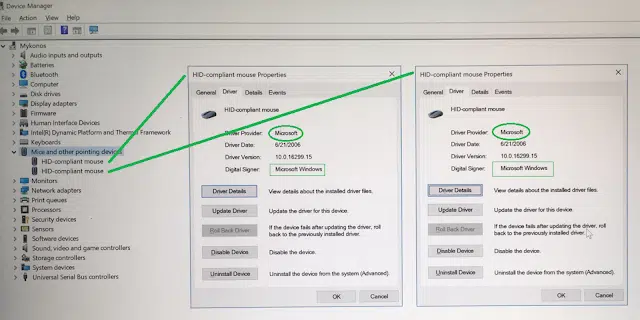 Device Manager
File Action View Help
Mykonos
Audio inputs and outputs
Batteries
Bluetooth
Computer
Disk drives
Display adapters
Firmware
Human Interface Devices
Intel(R) Dynamic Platform and Thermal Framework
Keyboards
Mice and other pointing devices
HID-compliant mouse
HID-compliant mouse
Monitors
Network adapters
Print queues
Processors
Security devices
Sensors
Software devices
Sound, video and game controllers
Storage controllers
System devices
Universal Serial Bus controllers
HID-compliant mouse Properties
General Driver Details Events
HID-compliant mouse
Driver Provider: Microsoft
Driver Date: 6/21/2006
Driver Version: 10.0.16299.15
Digital Signer: Microsoft Windows
Driver Details View details about the installed driver files.
Update Driver Update the driver for this device.
Roll Back Driver If the device fails after updating the driver, roll
back to the previously installed driver.
Disable Device Disable the device.
Uninstall Device Uninstall the device from the system (Advanced).
OK Cancel
HID-compliant mouse Properties
General Driver Details Events
HID-compliant mouse
Driver Provider: Microsoft
Driver Date: 6/21/2006
Driver Version: 10.0.16299.15
Digital Signer: Microsoft Windows
Driver Details View details about the installed driver files.
Update Driver Update the driver for this device.
Roll Back Driver If the device fails after updating the driver, roll
back to the previously installed driver.
Disable Device Disable the device.
Uninstall Device Uninstall the device from the system (Advanced).
OK Cancel